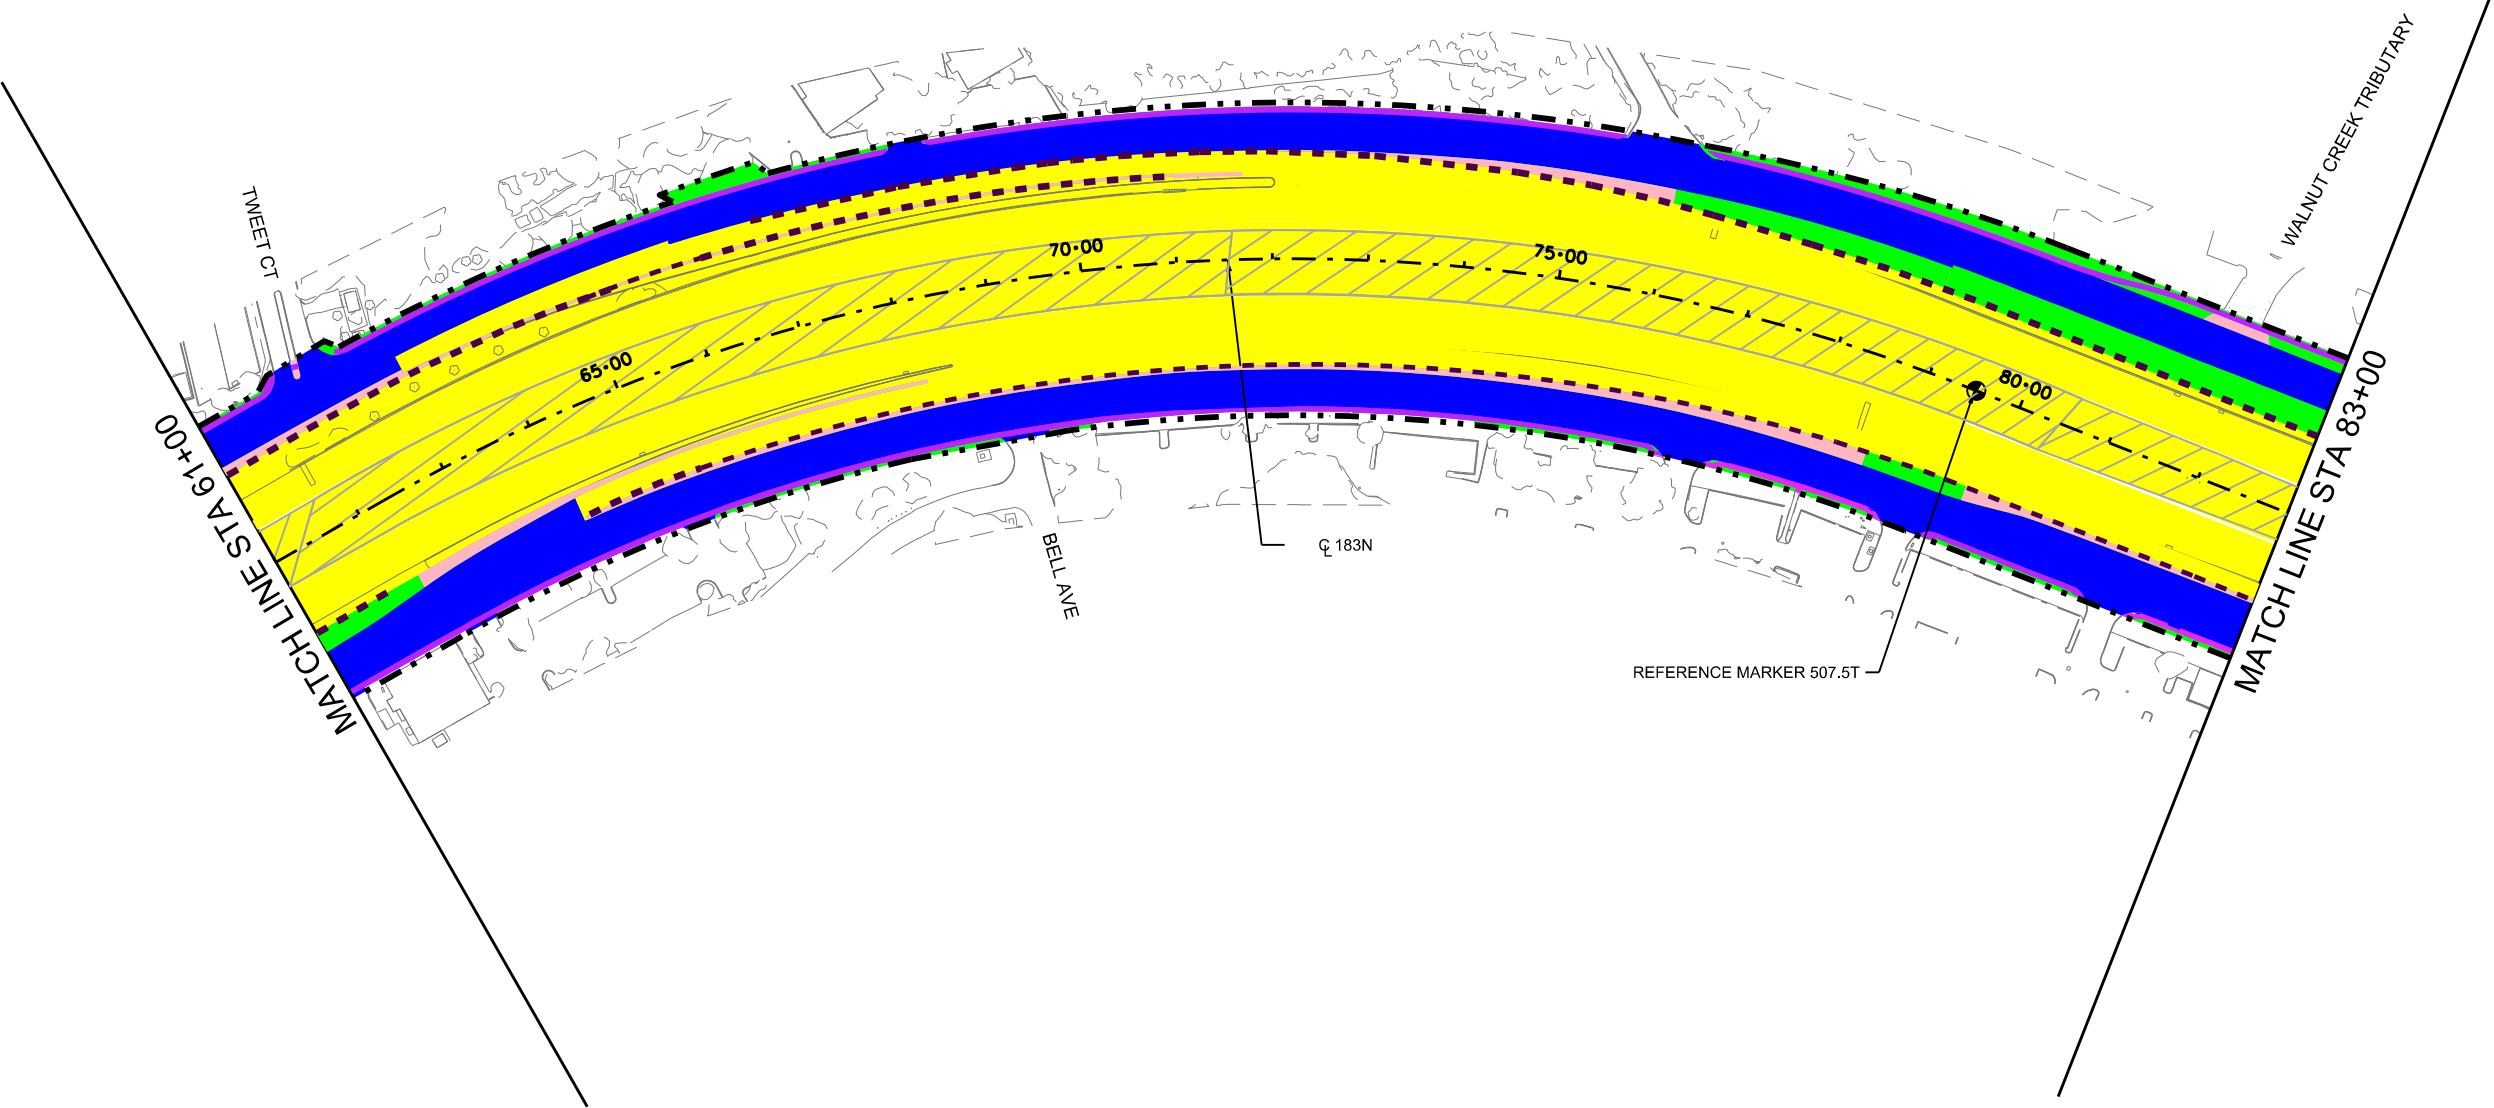 TWEET CT
WALNUT CREEK TRIBUTARY
65+00
70+00
75+00
80+00
MATCH LINE STA 61+00
MATCH LINE STA 83+00
BELL AVE
CL 183N
REFERENCE MARKER 507.5T